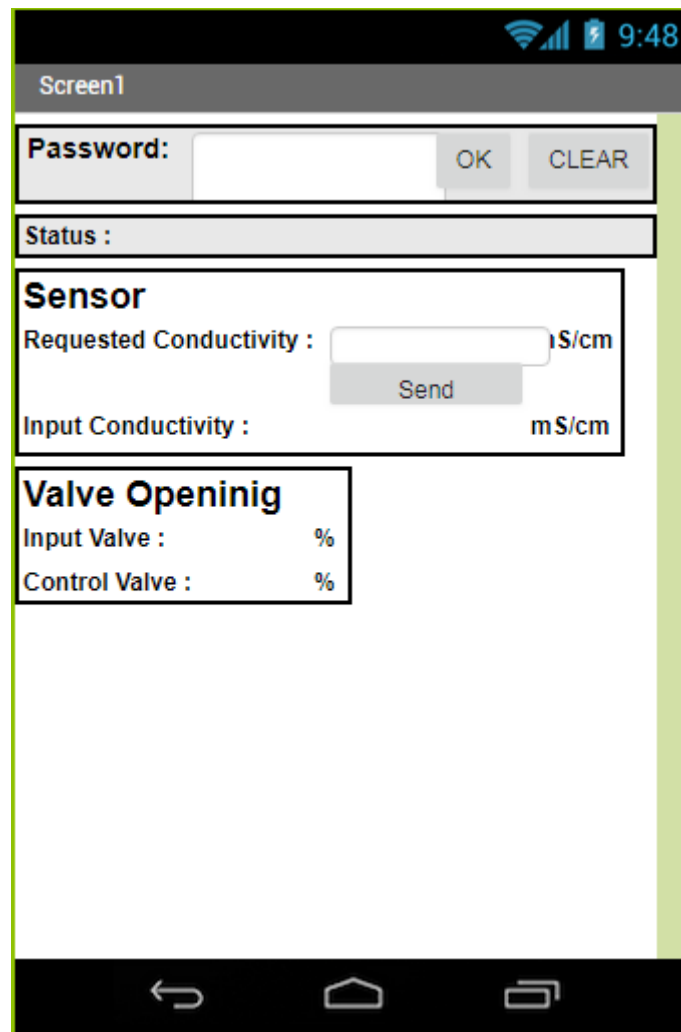 9:48
Screen1
Password: OK CLEAR
Status :
Sensor
Requested Conductivity : S/cm
Send
Input Conductivity : mS/cm
Valve Openinig
Input Valve : %
Control Valve : %